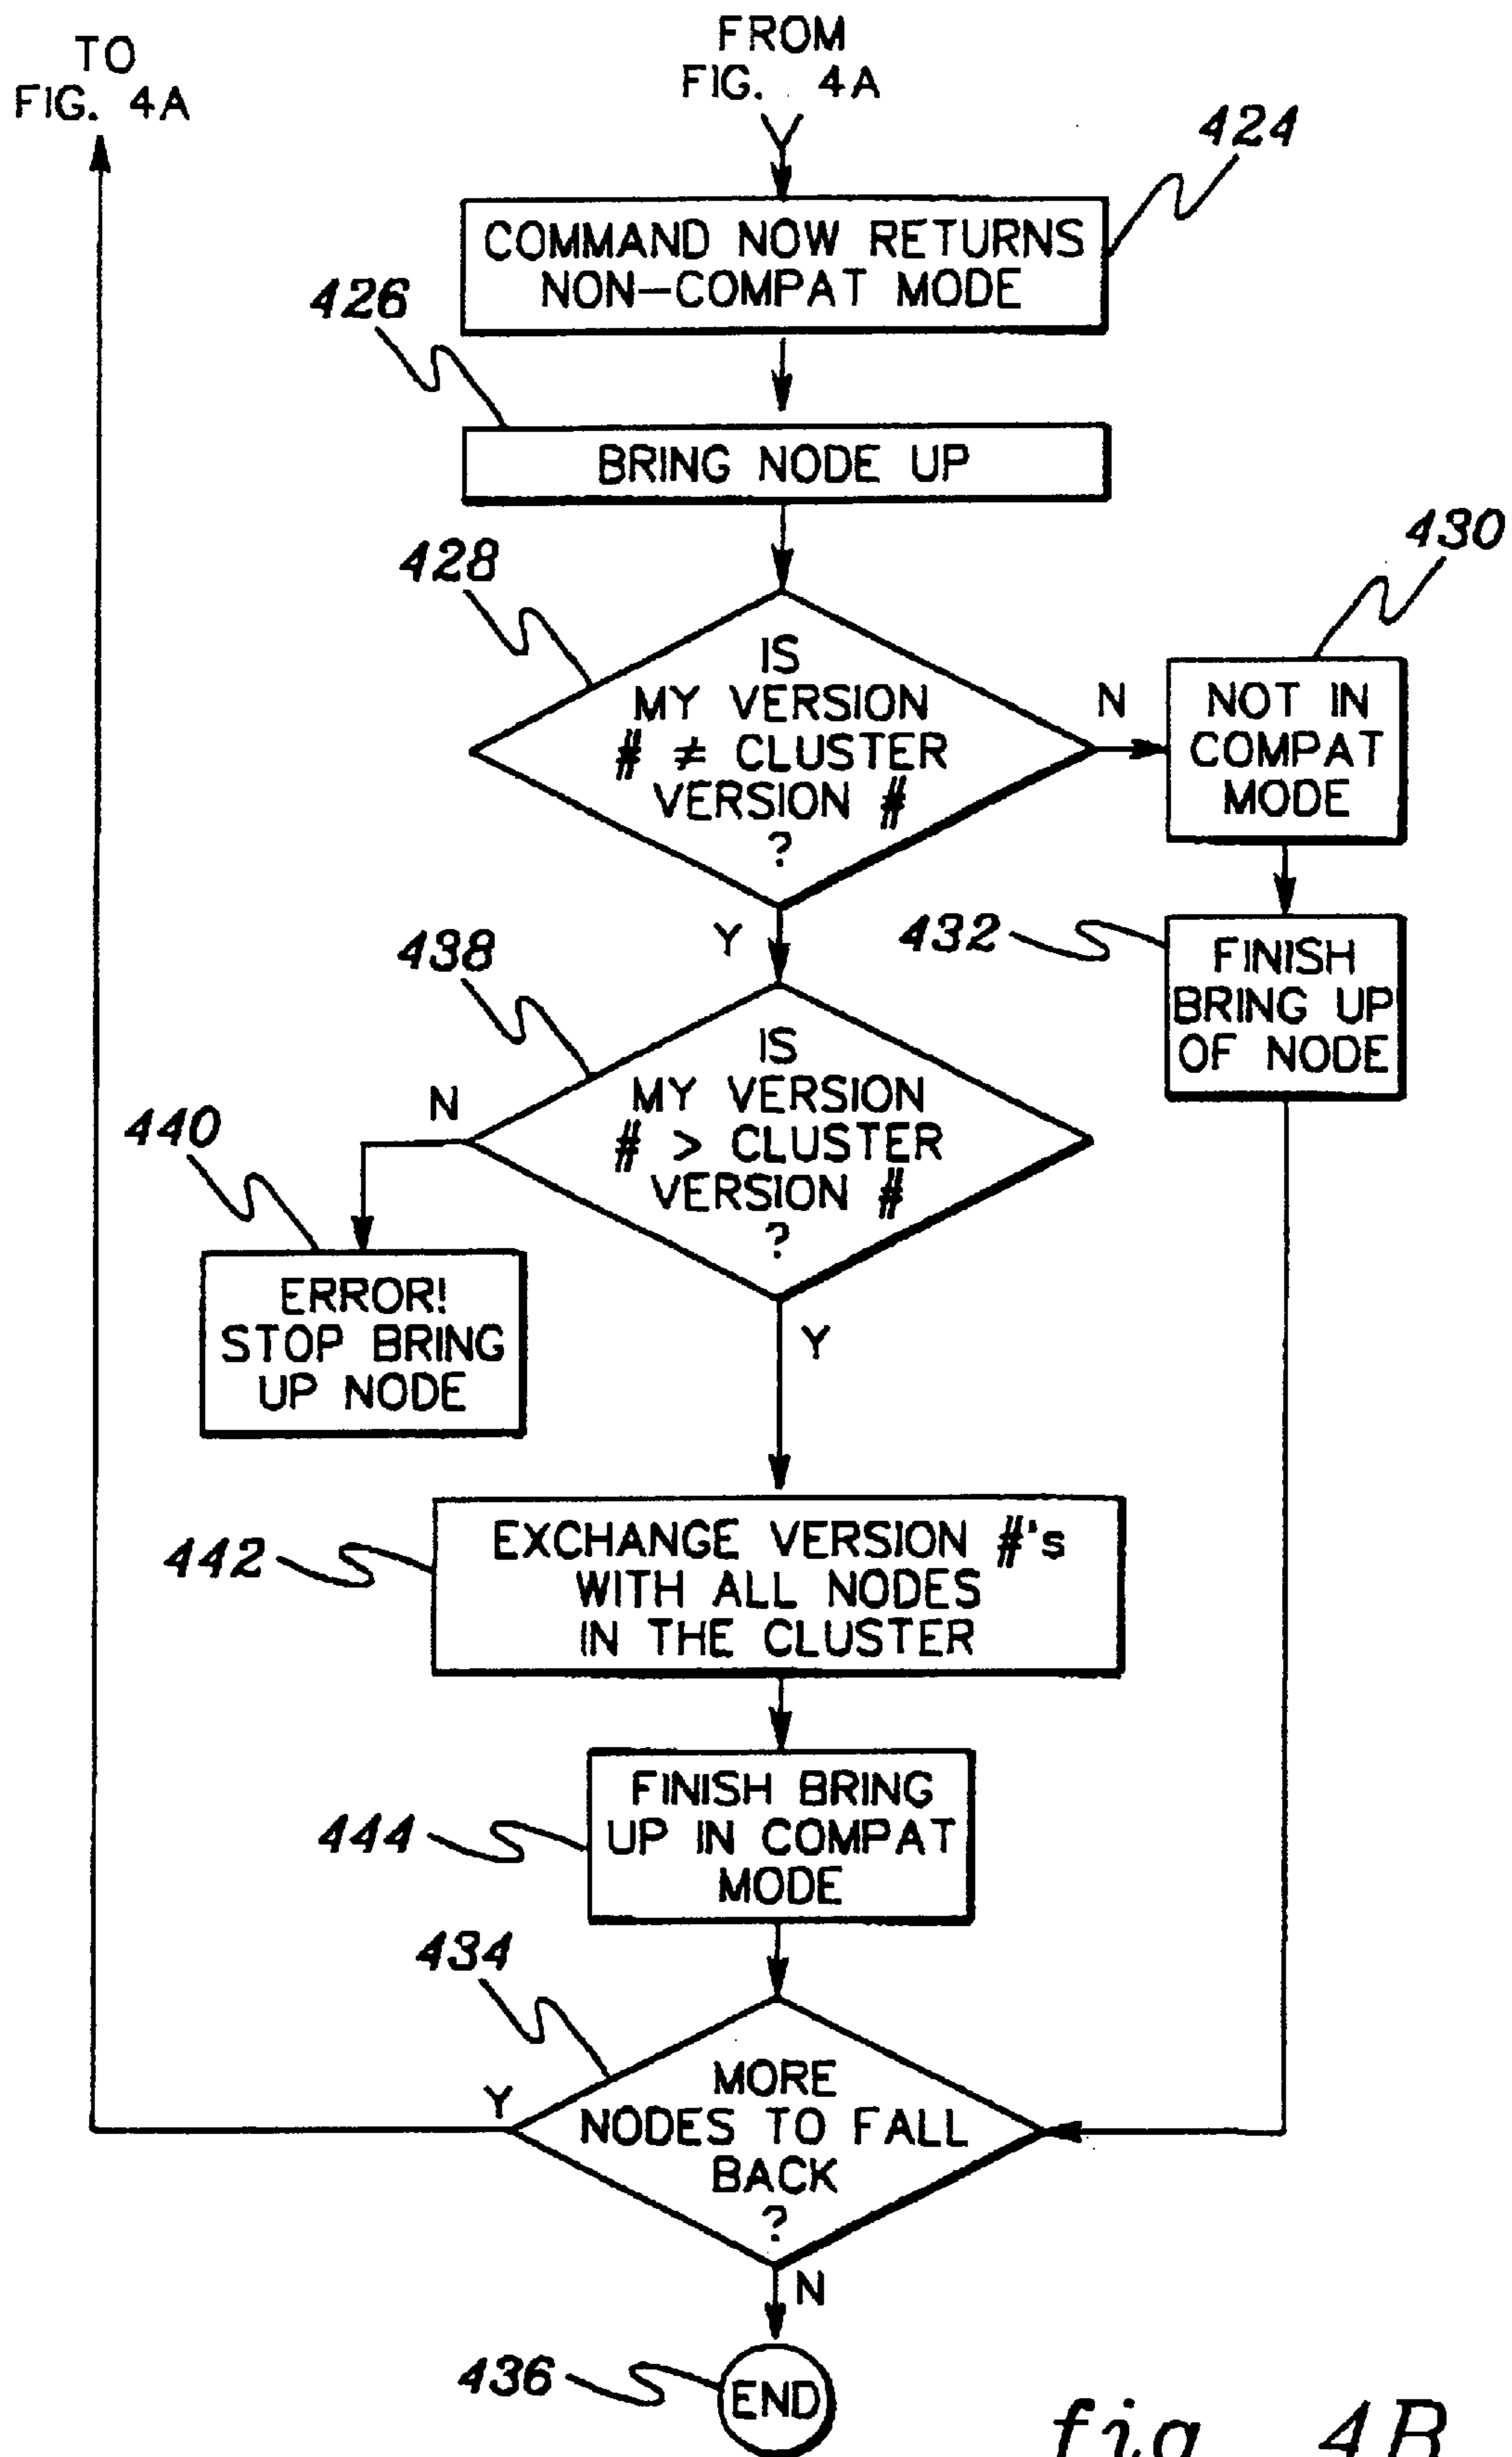 TO
FIG. 4A
FROM
FIG. 4A
424
COMMAND NOW RETURNS
NON-COMPAT MODE
426
BRING NODE UP
428
IS
MY VERSION
# ≠ CLUSTER
VERSION #
?
N
430
NOT IN
COMPAT
MODE
Y
432
FINISH
BRING UP
OF NODE
438
IS
MY VERSION
# > CLUSTER
VERSION #
?
N
440
ERROR!
STOP BRING
UP NODE
Y
442
EXCHANGE VERSION #'s
WITH ALL NODES
IN THE CLUSTER
444
FINISH BRING
UP IN COMPAT
MODE
434
MORE
NODES TO FALL
BACK
?
Y
N
436
END
fig. 4B